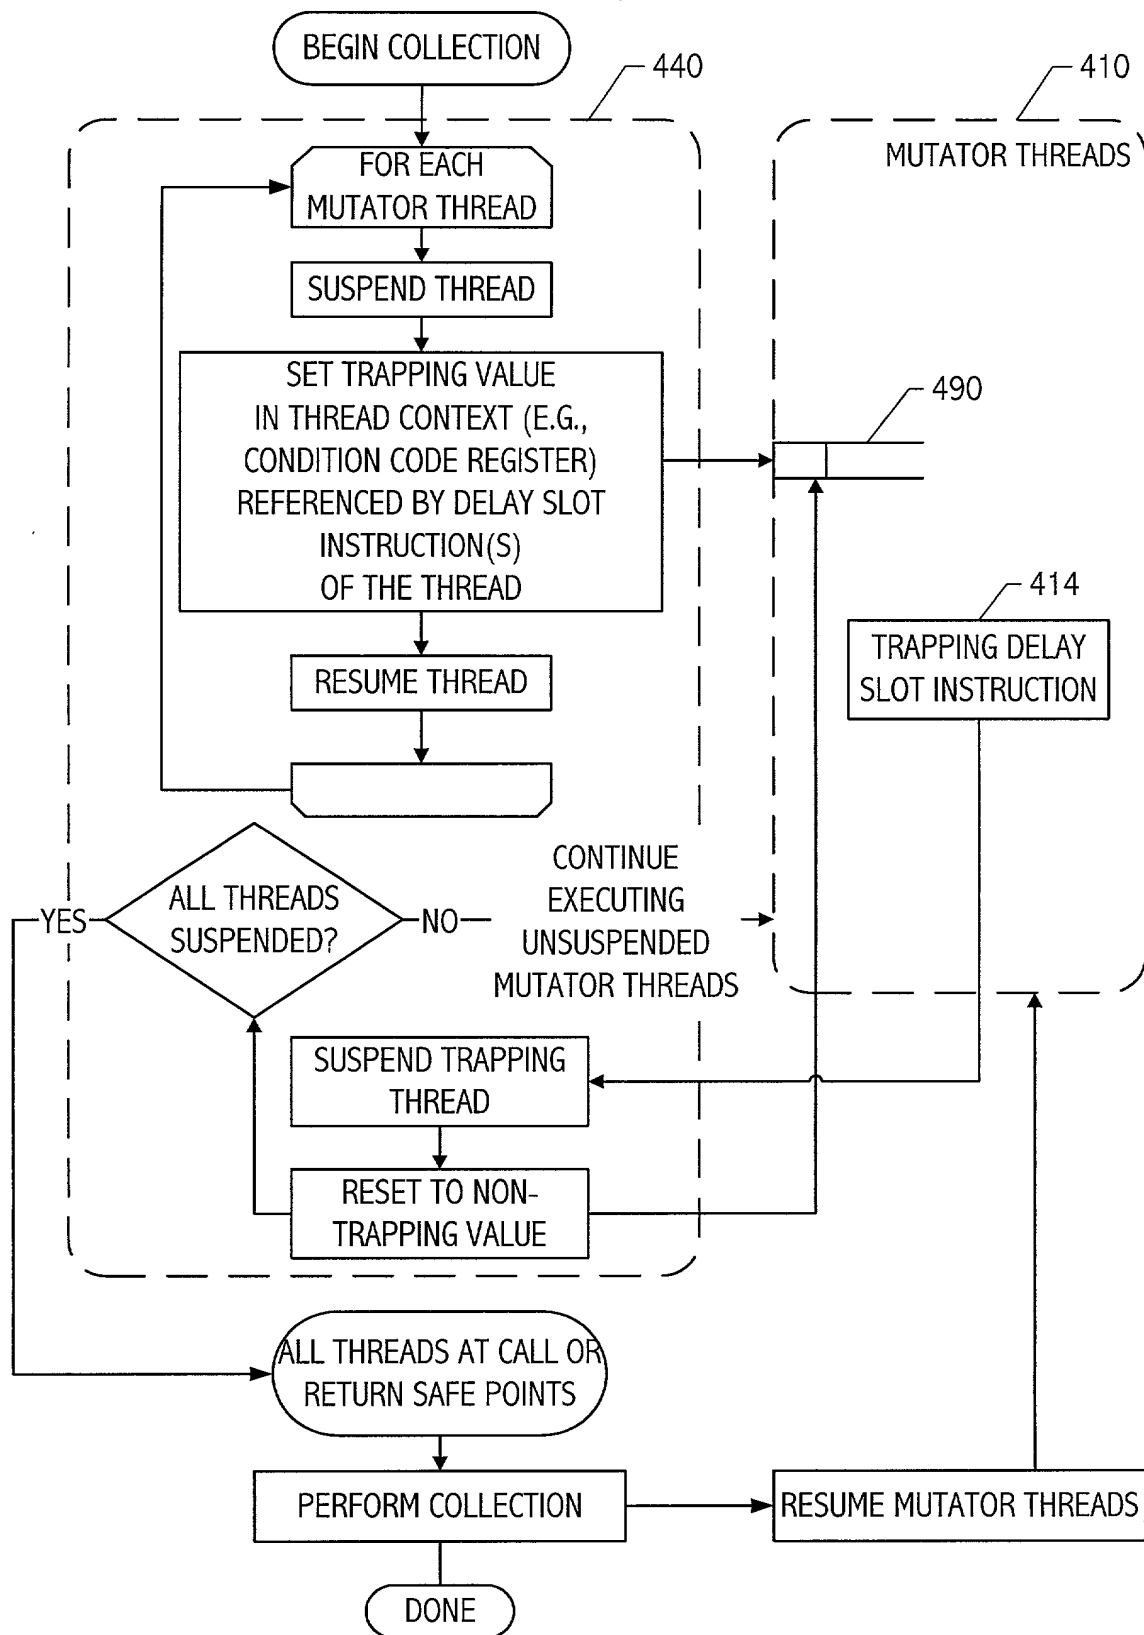 BEGIN COLLECTION
440
410
FOR EACH
MUTATOR THREAD
MUTATOR THREADS
SUSPEND THREAD
SET TRAPPING VALUE
IN THREAD CONTEXT (E.G.,
CONDITION CODE REGISTER)
REFERENCED BY DELAY SLOT
INSTRUCTION(S)
OF THE THREAD
490
414
TRAPPING DELAY
SLOT INSTRUCTION
RESUME THREAD
ALL THREADS
SUSPENDED?
YES
NO
CONTINUE
EXECUTING
UNSUSPENDED
MUTATOR THREADS
SUSPEND TRAPPING
THREAD
RESET TO NON-
TRAPPING VALUE
ALL THREADS AT CALL OR
RETURN SAFE POINTS
PERFORM COLLECTION
RESUME MUTATOR THREADS
DONE